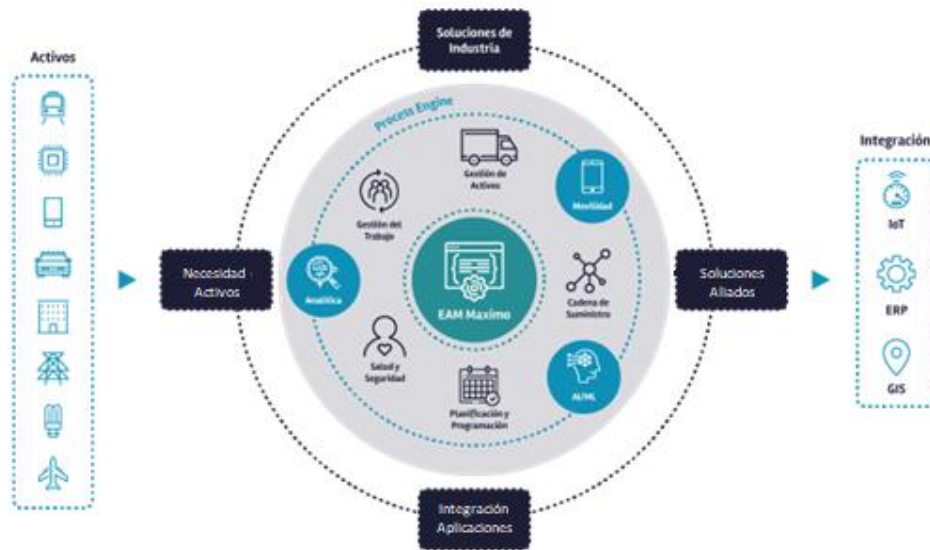 Soluciones de
Industria
Activos
Process Engine
Integración
Gestión de
Activos
Movilidad
IoT
Gestión del
Trabajo
Necesidad
Activos
Analítica
EAM Maximo
Cadena de
Suministro
Soluciones
Aliados
ERP
Salud y
Seguridad
AI/ML
GIS
Planificación y
Programación
Integración
Aplicaciones